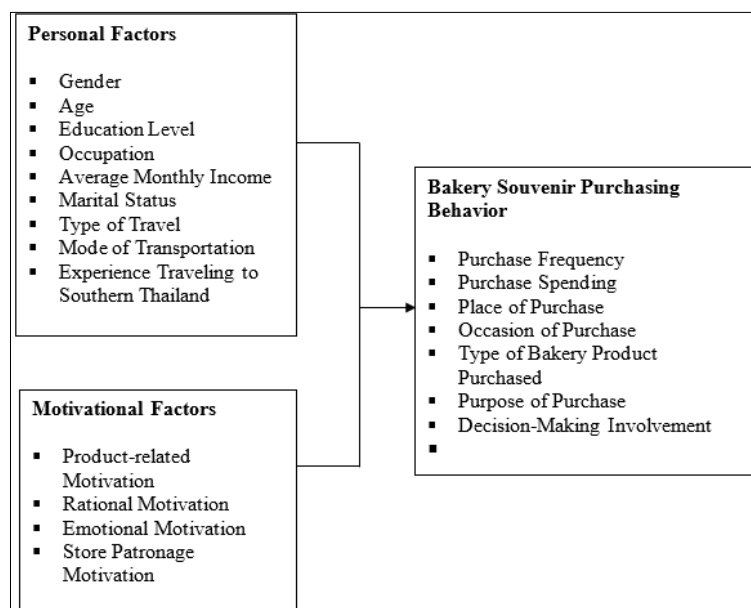 Personal Factors
▪ Gender
▪ Age
▪ Education Level
▪ Occupation
▪ Average Monthly Income
▪ Marital Status
▪ Type of Travel
▪ Mode of Transportation
▪ Experience Traveling to
Southern Thailand
Motivational Factors
▪ Product-related
Motivation
▪ Rational Motivation
▪ Emotional Motivation
▪ Store Patronage
Motivation
Bakery Souvenir Purchasing
Behavior
▪ Purchase Frequency
▪ Purchase Spending
▪ Place of Purchase
▪ Occasion of Purchase
▪ Type of Bakery Product
Purchased
▪ Purpose of Purchase
▪ Decision-Making Involvement
▪